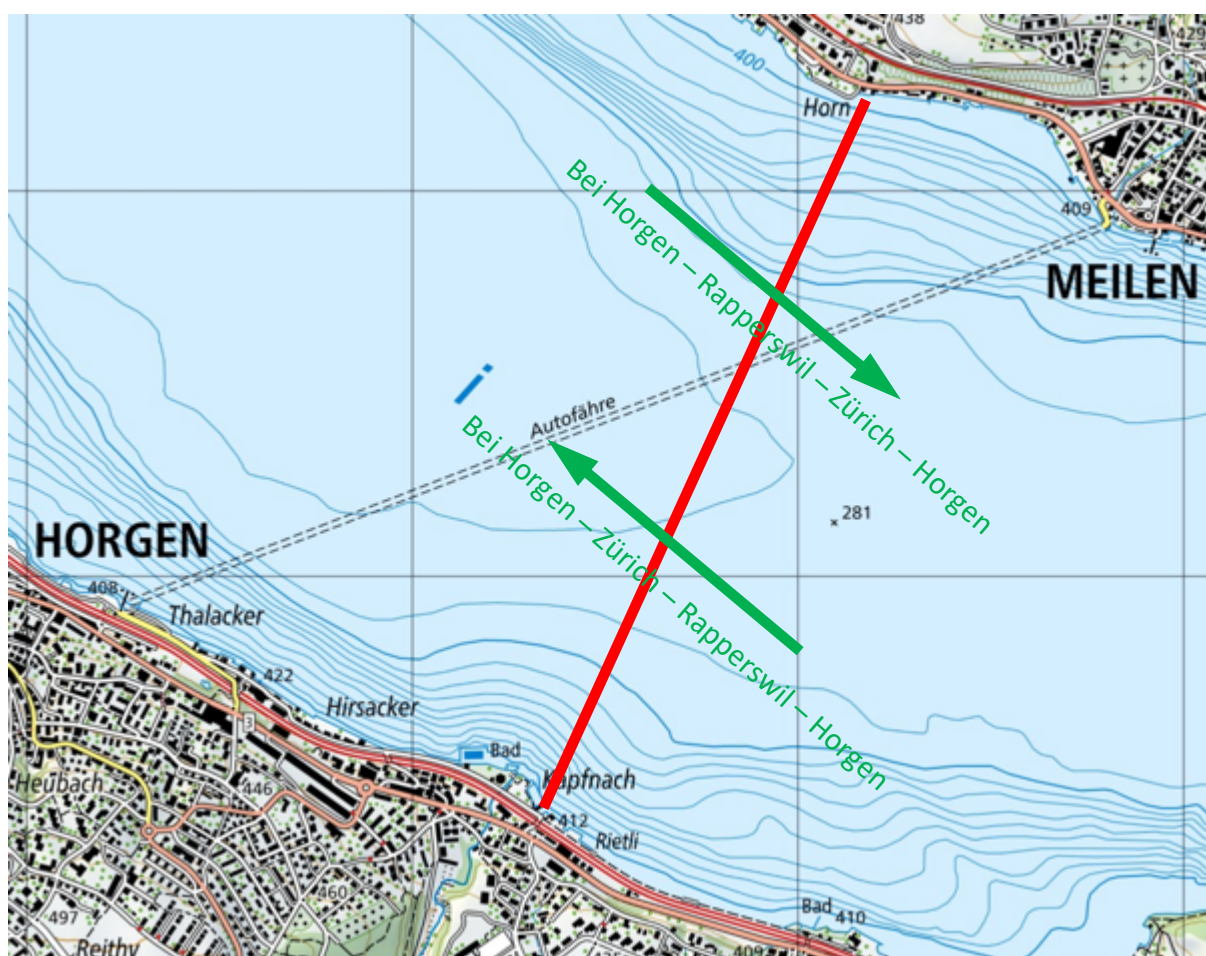 438
429
400
Horn
409
MEILEN
Bei Horgen – Rapperswil – Zürich – Horgen
i
Autofähre
Bei Horgen – Zürich – Rapperswil – Horgen
281
HORGEN
408
Thalacker
422
Hirsacker
3
Bad
Kapfnach
Heubach
446
412
Rietli
460
Bad
410
497
Reithy
409